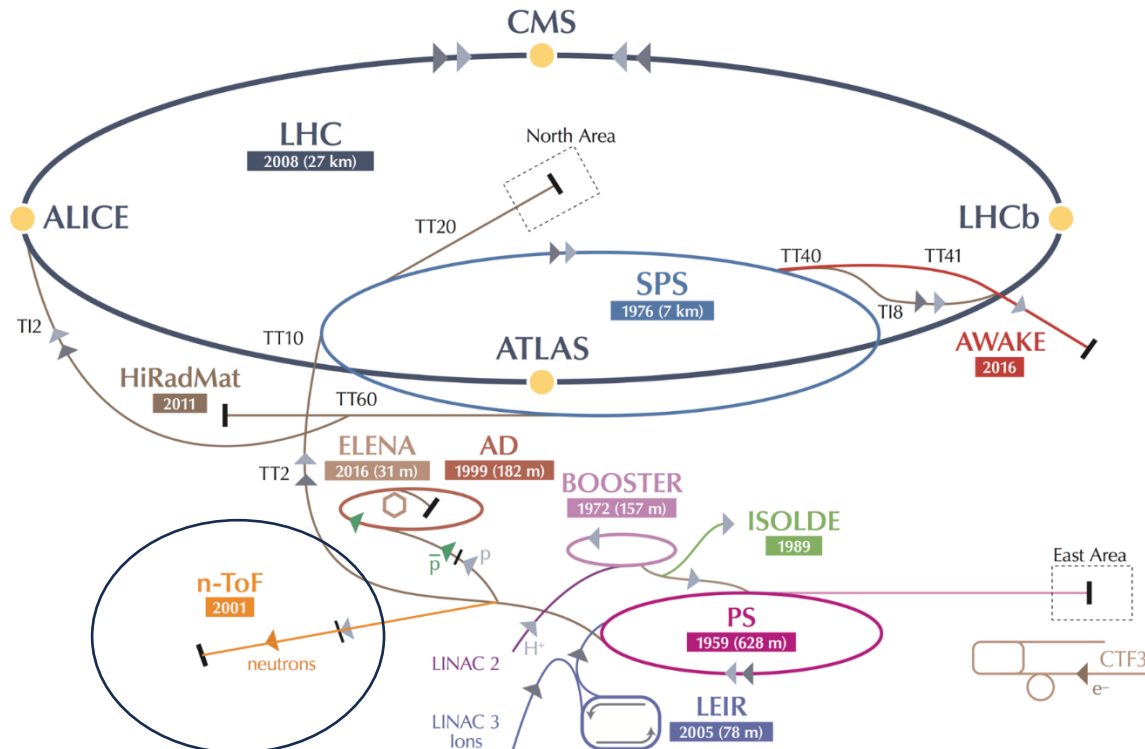 CMS
LHC
2008 (27 km)
North Area
ALICE
LHCb
TT20
TT40
TT41
SPS
1976 (7 km)
TI8
TI2
TT10
ATLAS
AWAKE
2016
HiRadMat
2011
TT60
ELENA
2016 (31 m)
AD
1999 (182 m)
TT2
BOOSTER
1972 (157 m)
ISOLDE
1989
p̅
p
East Area
n-ToF
2001
neutrons
PS
1959 (628 m)
H⁺
LINAC 2
CTF3
e⁻
LEIR
2005 (78 m)
LINAC 3
Ions